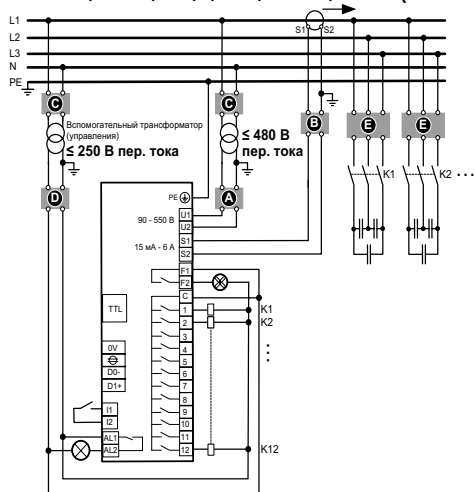 L1
S1 S2
L2
L3
N
PE
C
C
B
E
E
Вспомогательный трансформатор
(управления)
≤ 250 В пер. тока
≤ 480 В
пер. тока
K1
K2 ...
D
A
PE
90 - 550 В
U1
U2
15 мА - 6 А
S1
S2
F1
F2
C
TTL
1
K1
2
K2
3
0V
4
5
D0-
6
D1+
7
8
9
I1
10
I2
11
AL1
12
K12
AL2